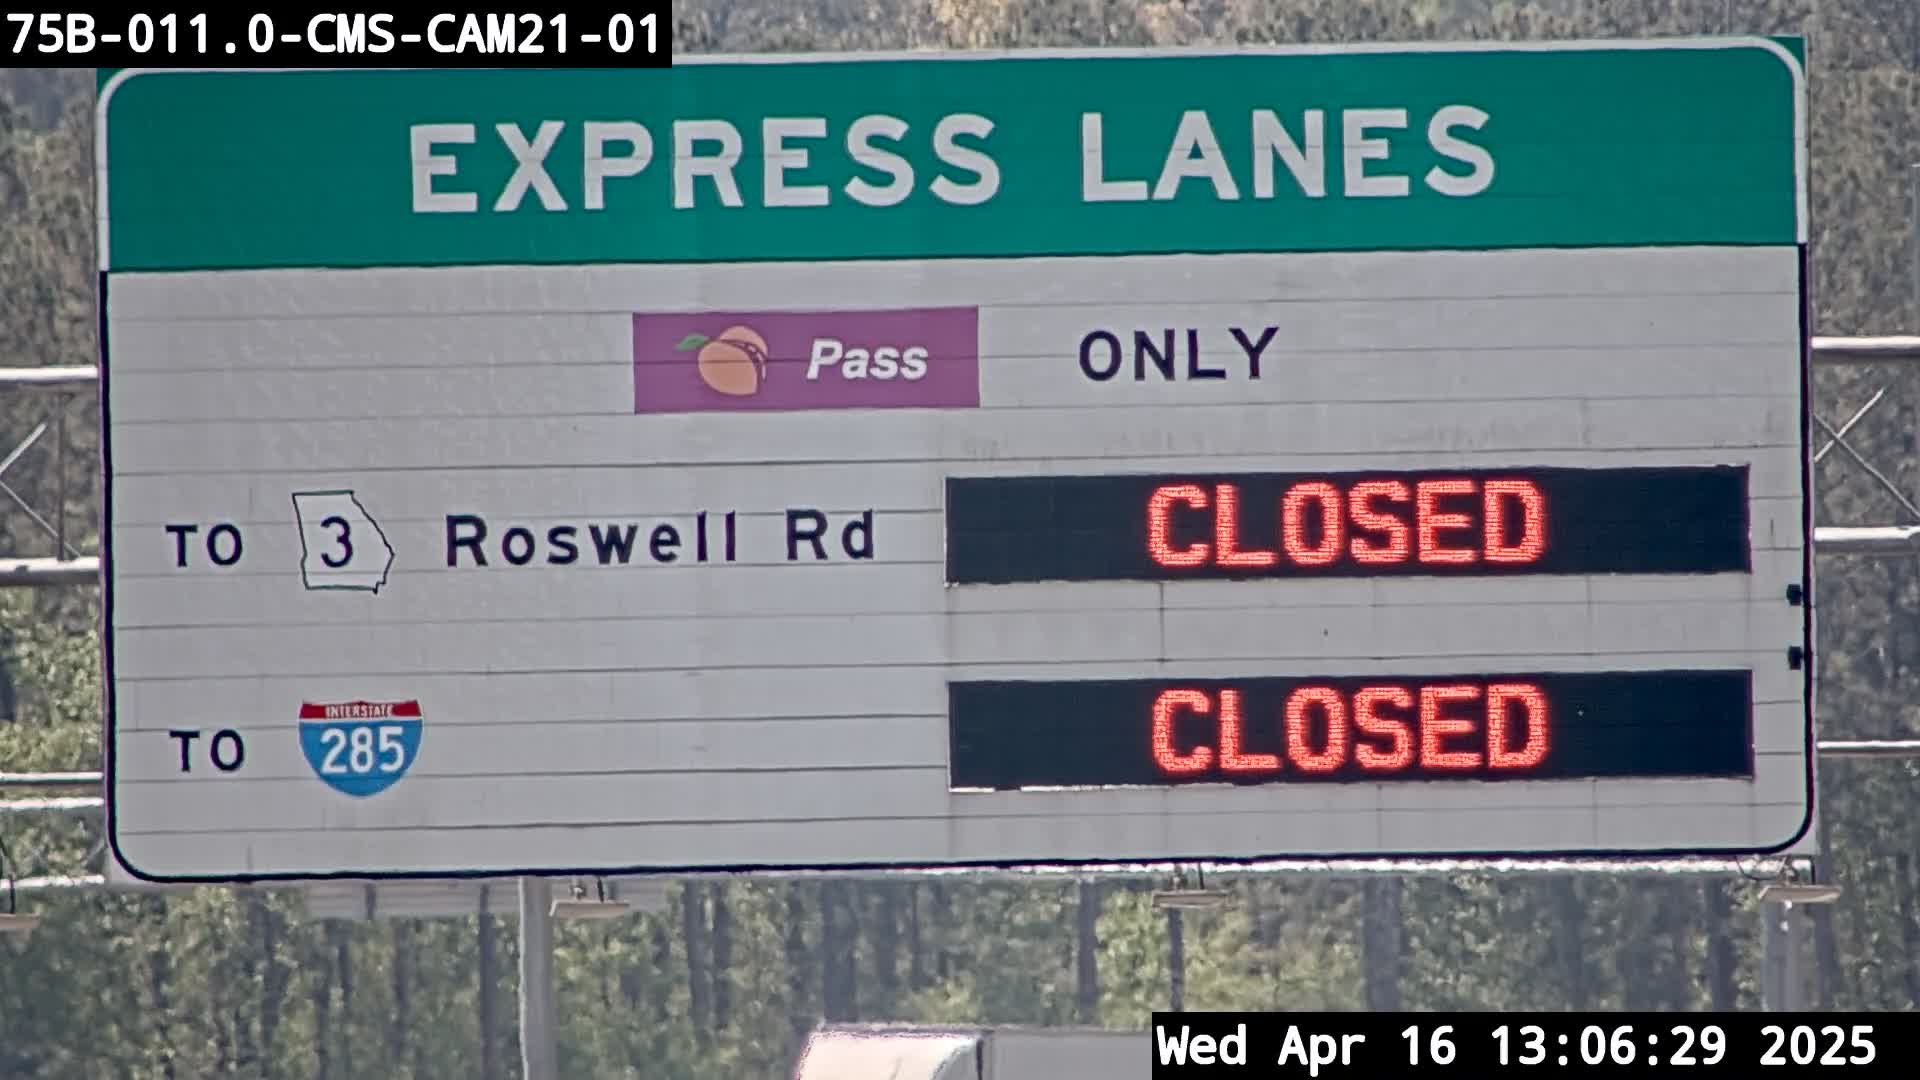 75B-011.0-CMS-CAM21-01
EXPRESS LANES
Pass ONLY
TO 3 Roswell Rd CLOSED
INTERSTATE
TO 285 CLOSED
Wed Apr 16 13:06:29 2025